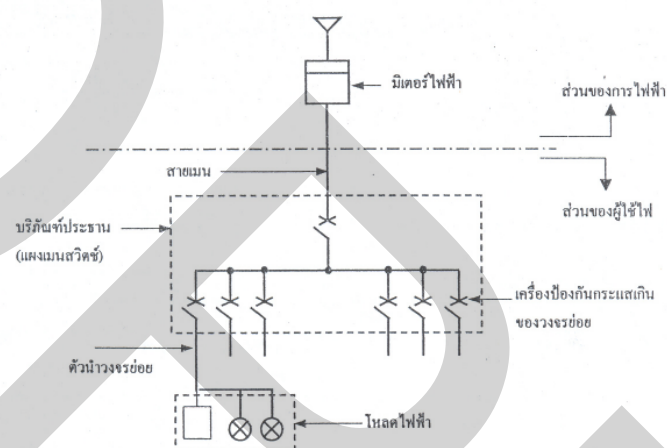 มิเตอร์ไฟฟ้า
ส่วนของการไฟฟ้า
สายเมน
ส่วนของผู้ใช้ไฟ
บริภัณฑ์ประธาน
(แผงเมนสวิตช์)
เครื่องป้องกันกระแสเกิน
ของวงจรย่อย
ตัวนำวงจรย่อย
โหลดไฟฟ้า